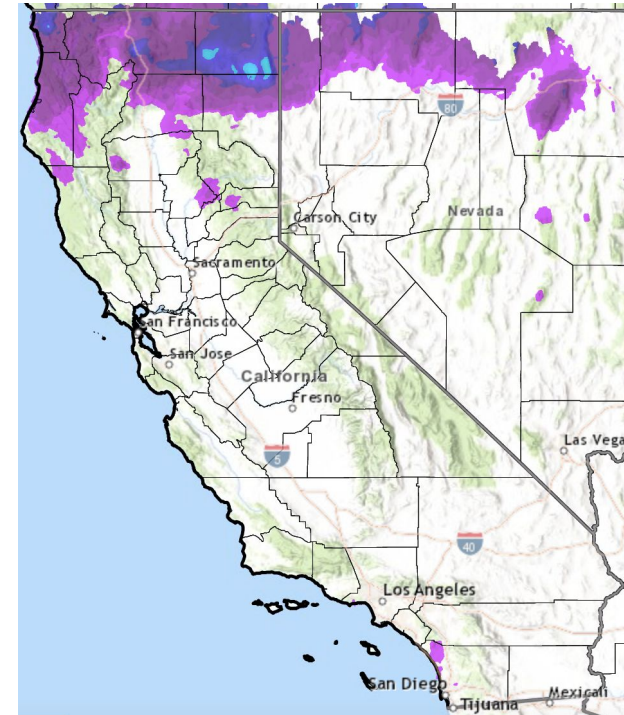 80
Carson City
Nevada
Sacramento
San Francisco
San Jose
California
Fresno
5
Las Vega
40
Los Angeles
San Diego
Tijuana
Mexicali